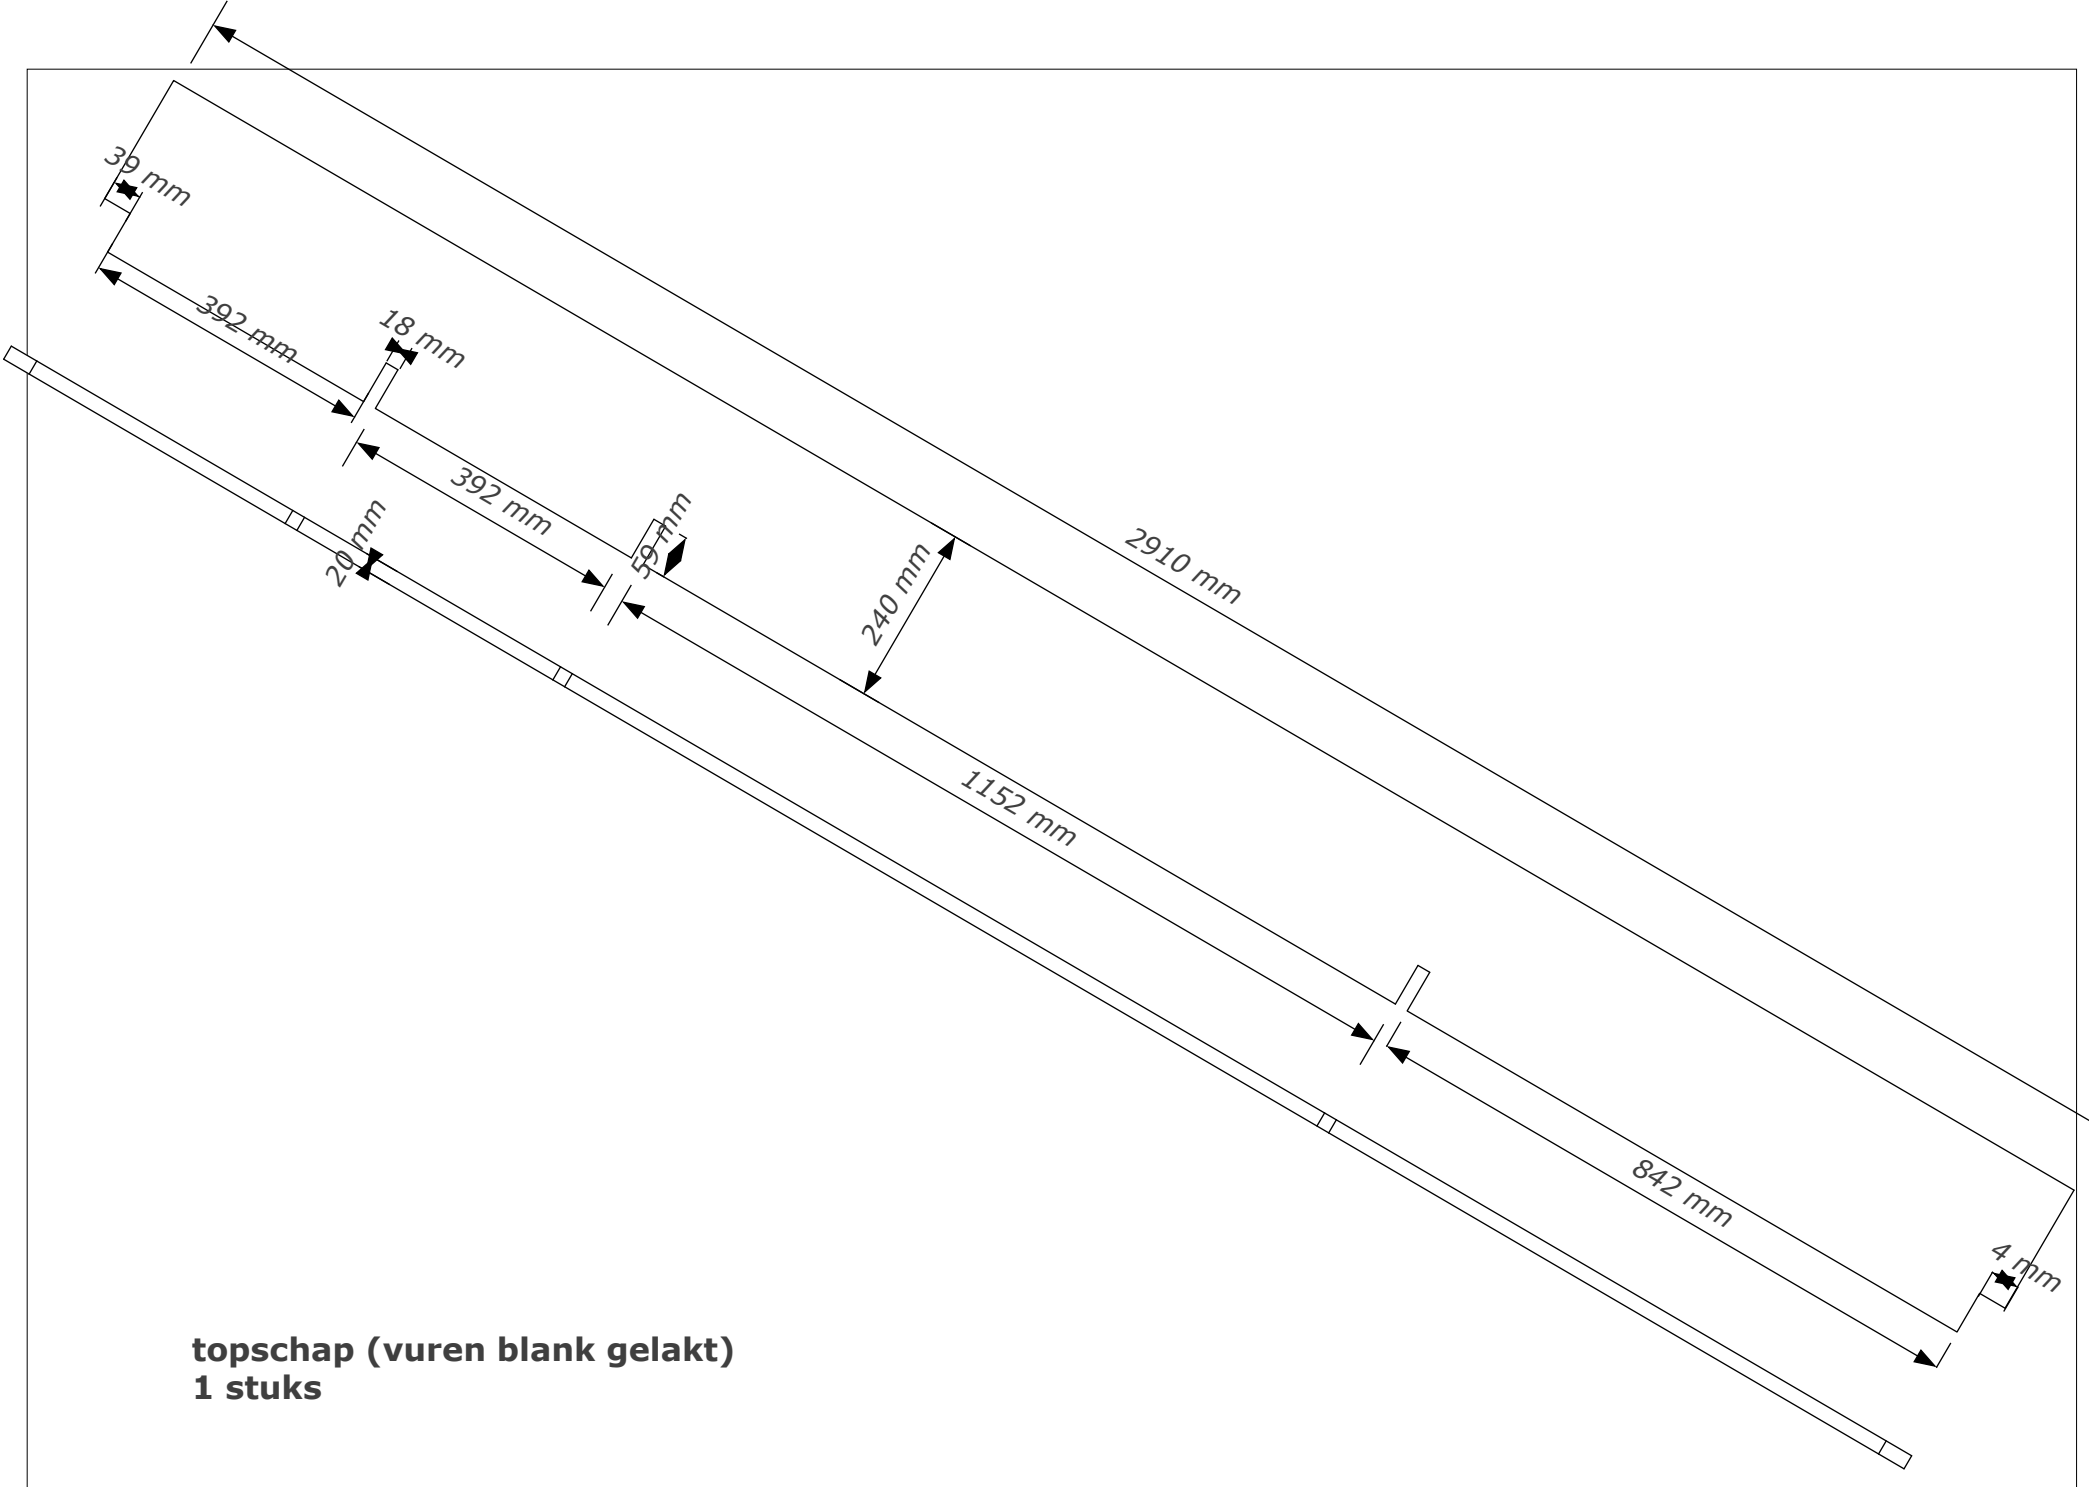 39 mm
392 mm
18 mm
392 mm
59 mm
20 mm
240 mm
2910 mm
1152 mm
842 mm
4 mm
topschap (vuren blank gelakt)
1 stuks